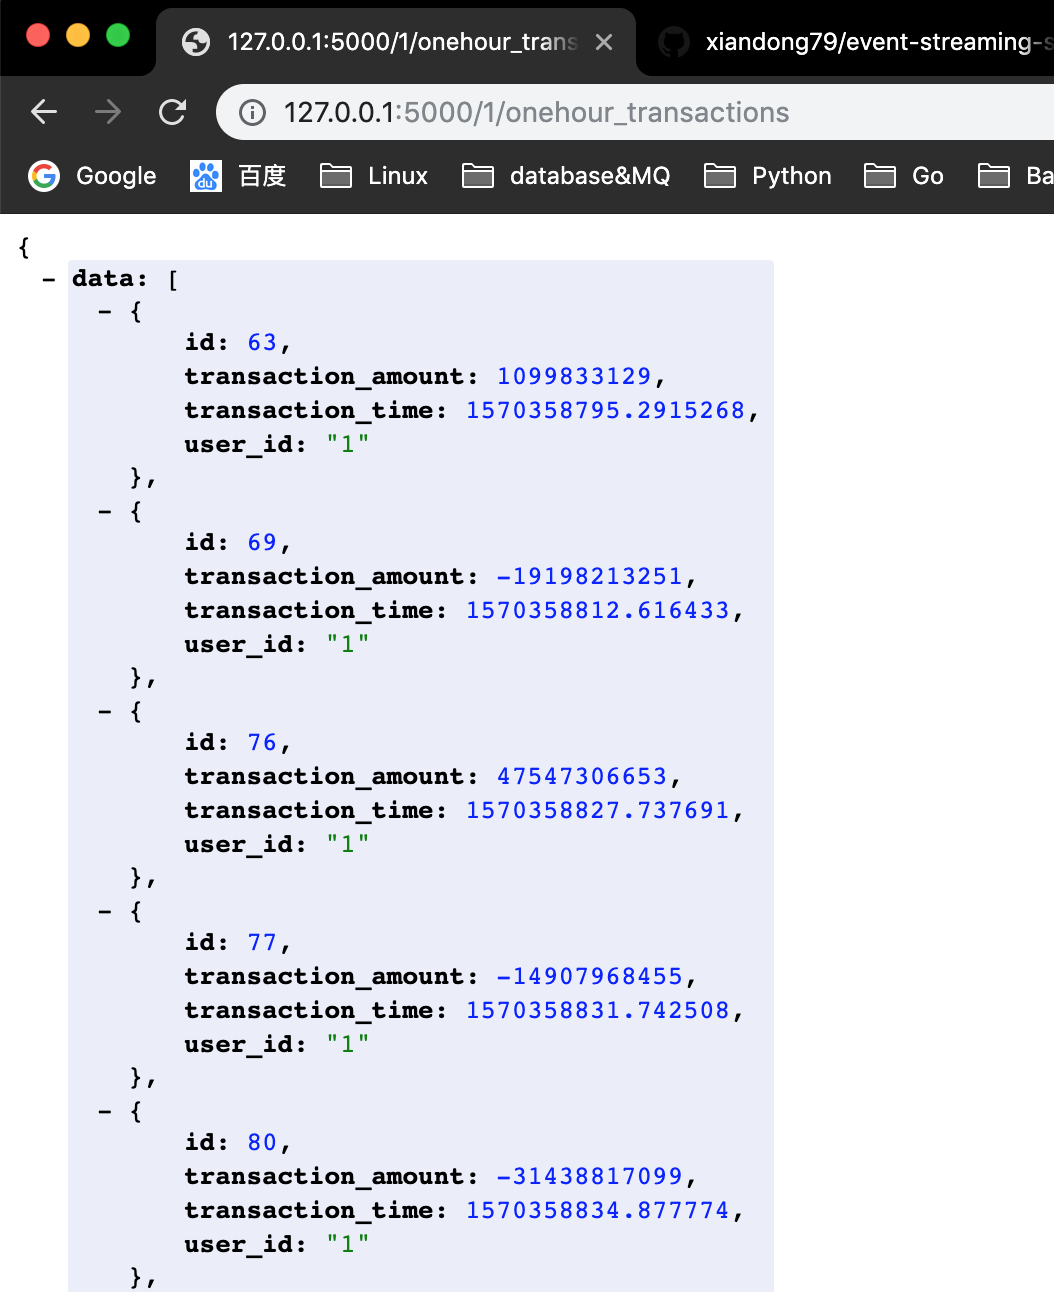 127.0.0.1:5000/1/onehour_trans
xiandong79/event-streaming-s
127.0.0.1:5000/1/onehour_transactions
Google
du
百度
Linux
database&MQ
Python
Go
Ba
{
- data: [
- {
id: 63,
transaction_amount: 1099833129,
transaction_time: 1570358795.2915268,
user_id: "1"
},
- {
id: 69,
transaction_amount: -19198213251,
transaction_time: 1570358812.616433,
user_id: "1"
},
- {
id: 76,
transaction_amount: 47547306653,
transaction_time: 1570358827.737691,
user_id: "1"
},
- {
id: 77,
transaction_amount: -14907968455,
transaction_time: 1570358831.742508,
user_id: "1"
},
- {
id: 80,
transaction_amount: -31438817099,
transaction_time: 1570358834.877774,
user_id: "1"
},